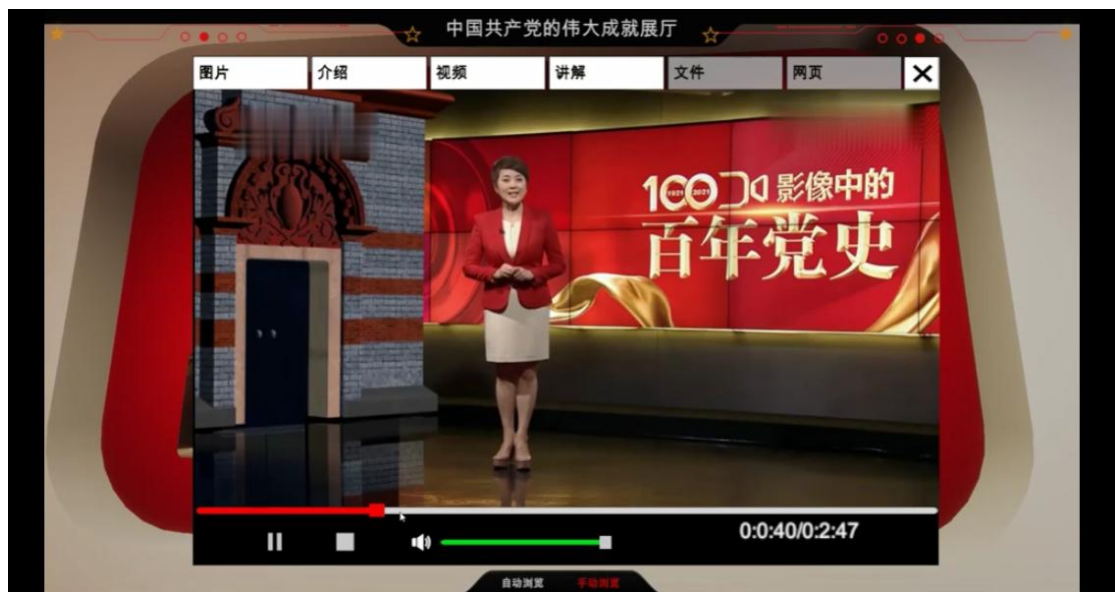 中国共产党的伟大成就展厅
图片 介绍 视频 讲解 文件 网页
100 影像中的
1921 2021
百年党史
0:0:40/0:2:47
自动浏览 手动浏览